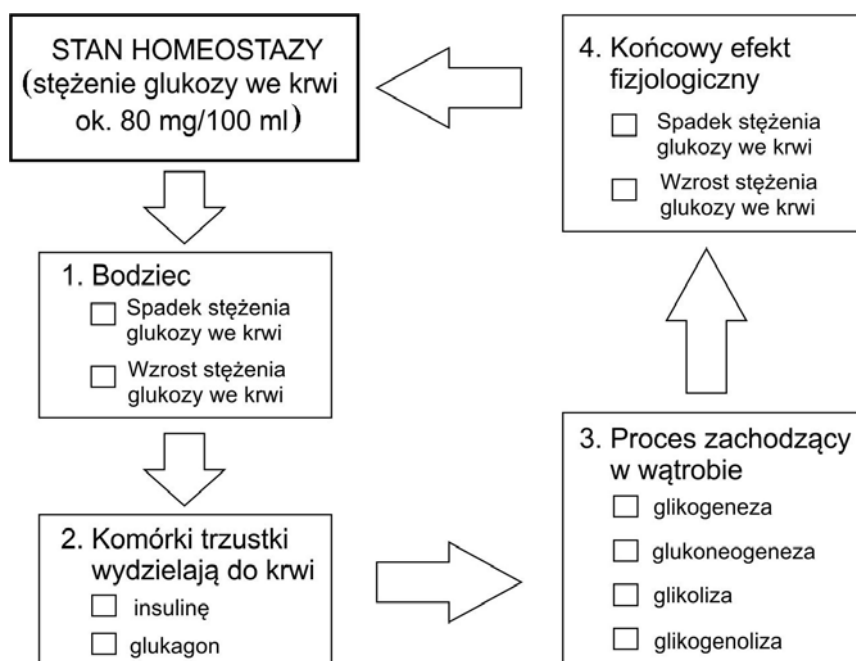 STAN HOMEOSTAZY
(stężenie glukozy we krwi
ok. 80 mg/100 ml)
1. Bodziec
Spadek stężenia
glukozy we krwi
Wzrost stężenia
glukozy we krwi
2. Komórki trzustki
wydzielają do krwi
insulinę
glukagon
3. Proces zachodzący
w wątrobie
glikogeneza
glukoneogeneza
glikoliza
glikogenoliza
4. Końcowy efekt
fizjologiczny
Spadek stężenia
glukozy we krwi
Wzrost stężenia
glukozy we krwi